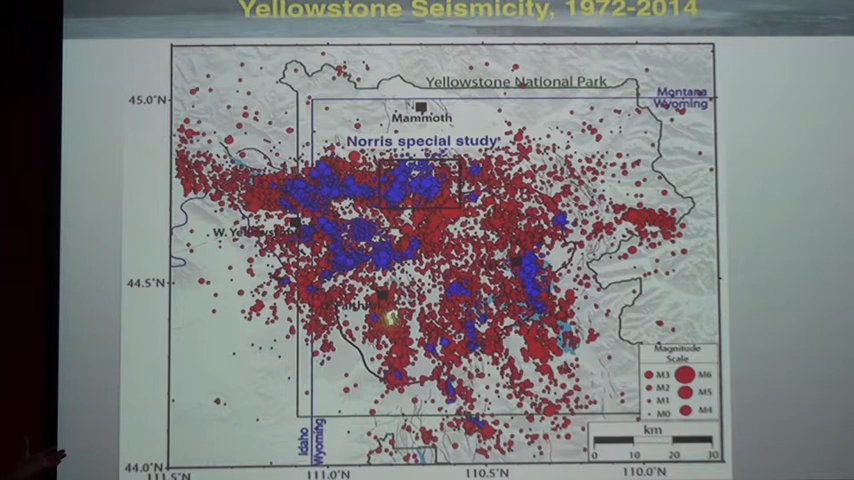 Yellowstone Seismicity, 1972-2014
Yellowstone National Park
45.0°N
Montana
Wyoming
Mammoth
Norris special study
44.5°N
Magnitude
Scale
M3 M6
M2
M1 M5
M0 M4
km
0 10 20 30
Idaho
Wyoming
44.0°N
111.5°N 111.0°N 110.5°N 110.0°N